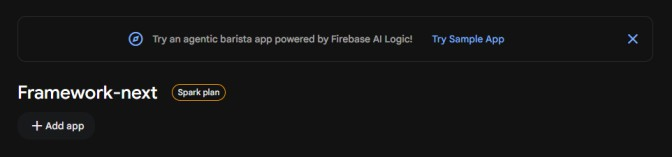 Try an agentic barista app powered by Firebase AI Logic! Try Sample App
Framework-next Spark plan
+ Add app